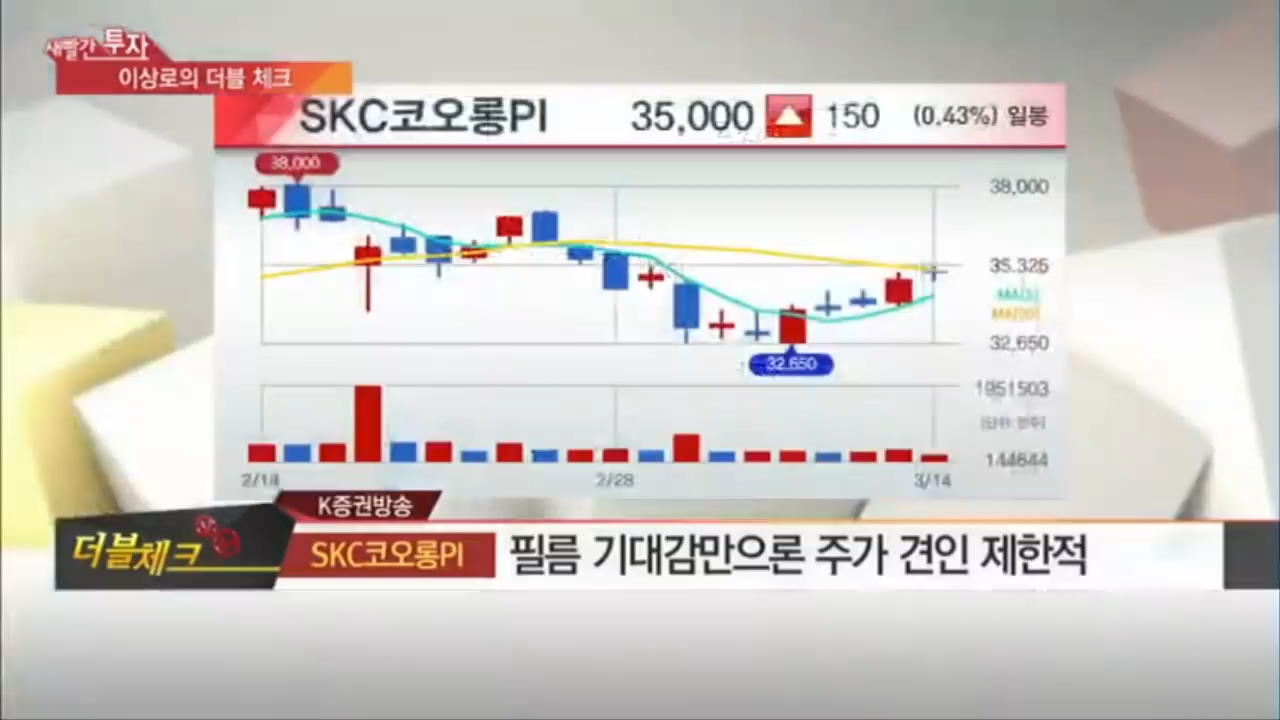 새빨간 투자
이상로의 더블 체크
SKC코오롱PI 35,000 150 (0.43%) 일봉
38,000
38,000
35,325
MA(5)
MA(20)
32,650
32,650
1851503
144644
2/14 2/28 3/14
K증권방송
더블체크
SKC코오롱PI 필름 기대감만으론 주가 견인 제한적